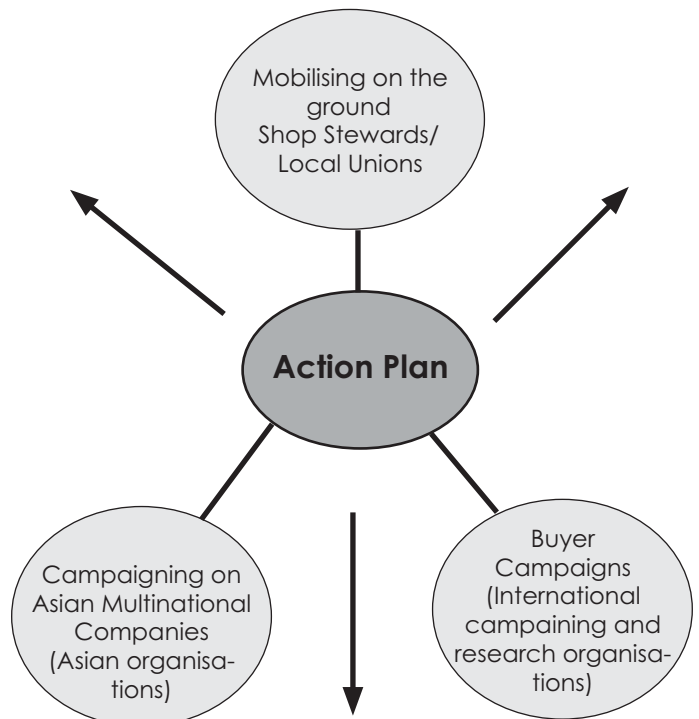 Mobilising on the
ground
Shop Stewards/
Local Unions
Action Plan
Campaigning on
Asian Multinational
Companies
(Asian organisa-
tions)
Buyer
Campaigns
(International
campaining and
research organisa-
tions)